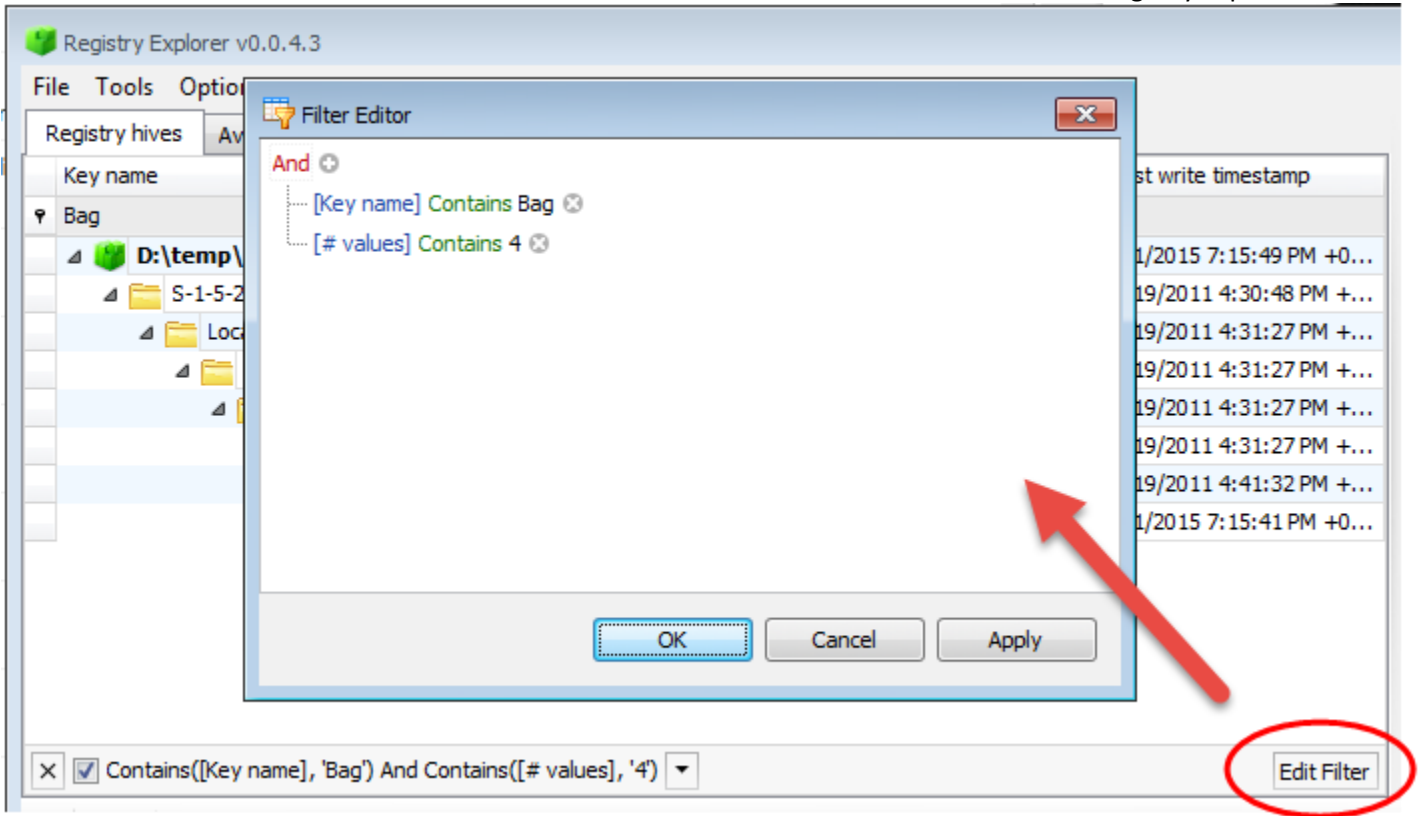 Registry Explorer v0.0.4.3
File Tools
Filter Editor
Registry hives
And
Key name
st write timestamp
[Key name] Contains Bag
Bag
[# values] Contains 4
D:\temp\
1/2015 7:15:49 PM +0...
S-1-5-2
19/2011 4:30:48 PM +...
19/2011 4:31:27 PM +...
19/2011 4:31:27 PM +...
19/2011 4:31:27 PM +...
19/2011 4:31:27 PM +...
19/2011 4:41:32 PM +...
1/2015 7:15:41 PM +0...
OK Cancel Apply
Contains([Key name], 'Bag') And Contains([# values], '4')
Edit Filter